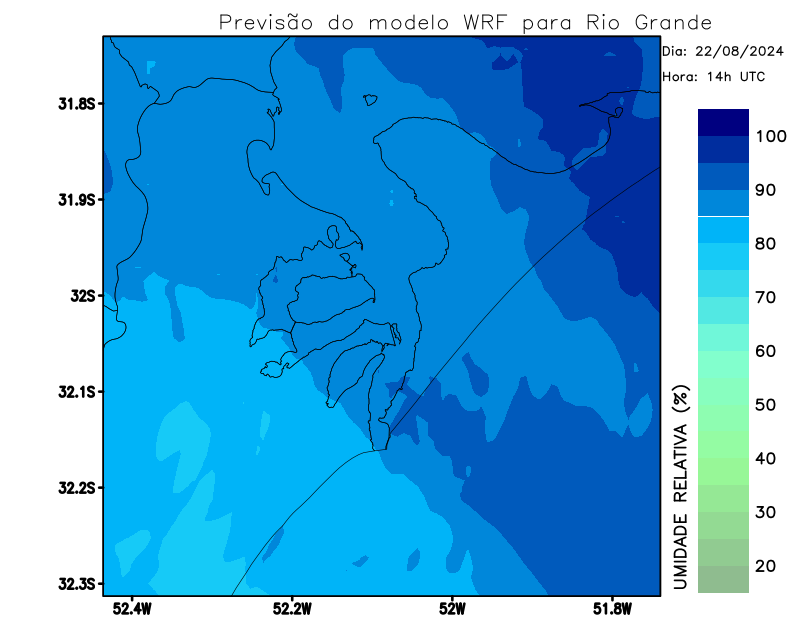 Previsão do modelo WRF para Rio Grande
Dia: 22/08/2024
Hora: 14h UTC
31.8S
31.9S
32S
32.1S
32.2S
32.3S
52.4W
52.2W
52W
51.8W
100
90
80
70
60
50
40
30
20
UMIDADE RELATIVA (%)